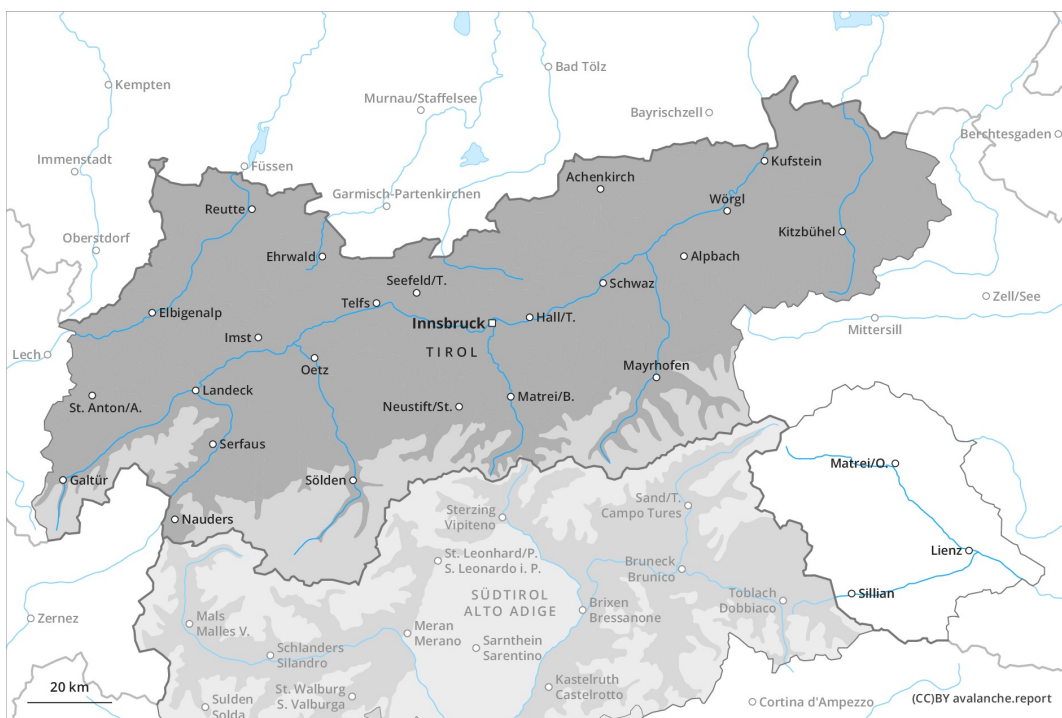 Kempten
Bad Tölz
Murnau/Staffelsee
Bayrischzell
Berchtesgaden
Immenstadt
Füssen
Kufstein
Achenkirch
Garmisch-Partenkirchen
Wörgl
Reutte
Kitzbühel
Oberstdorf
Ehrwald
Alpbach
Seefeld/T.
Schwaz
Zell/See
Telfs
Elbigenalp
Innsbruck
Hall/T.
Mittersill
Imst
TIROL
Lech
Oetz
Mayrhofen
Landeck
St. Anton/A.
Neustift/St.
Matrei/B.
Serfaus
Matrei/O.
Galtür
Sölden
Sand/T.
Campo Tures
Nauders
Sterzing
Vipiteno
Lienz
St. Leonhard/P.
S. Leonardo i. P.
Bruneck
Brunico
SÜDTIROL
ALTO ADIGE
Toblach
Dobbiaco
Sillian
Brixen
Bressanone
Zernez
Mals
Malles V.
Meran
Merano
Sarnthein
Sarentino
Schlanders
Silandro
20 km
St. Walburg
S. Valburga
Kastelruth
Castelrotto
Sulden
Solda
Cortina d'Ampezzo
(CC)BY avalanche.report